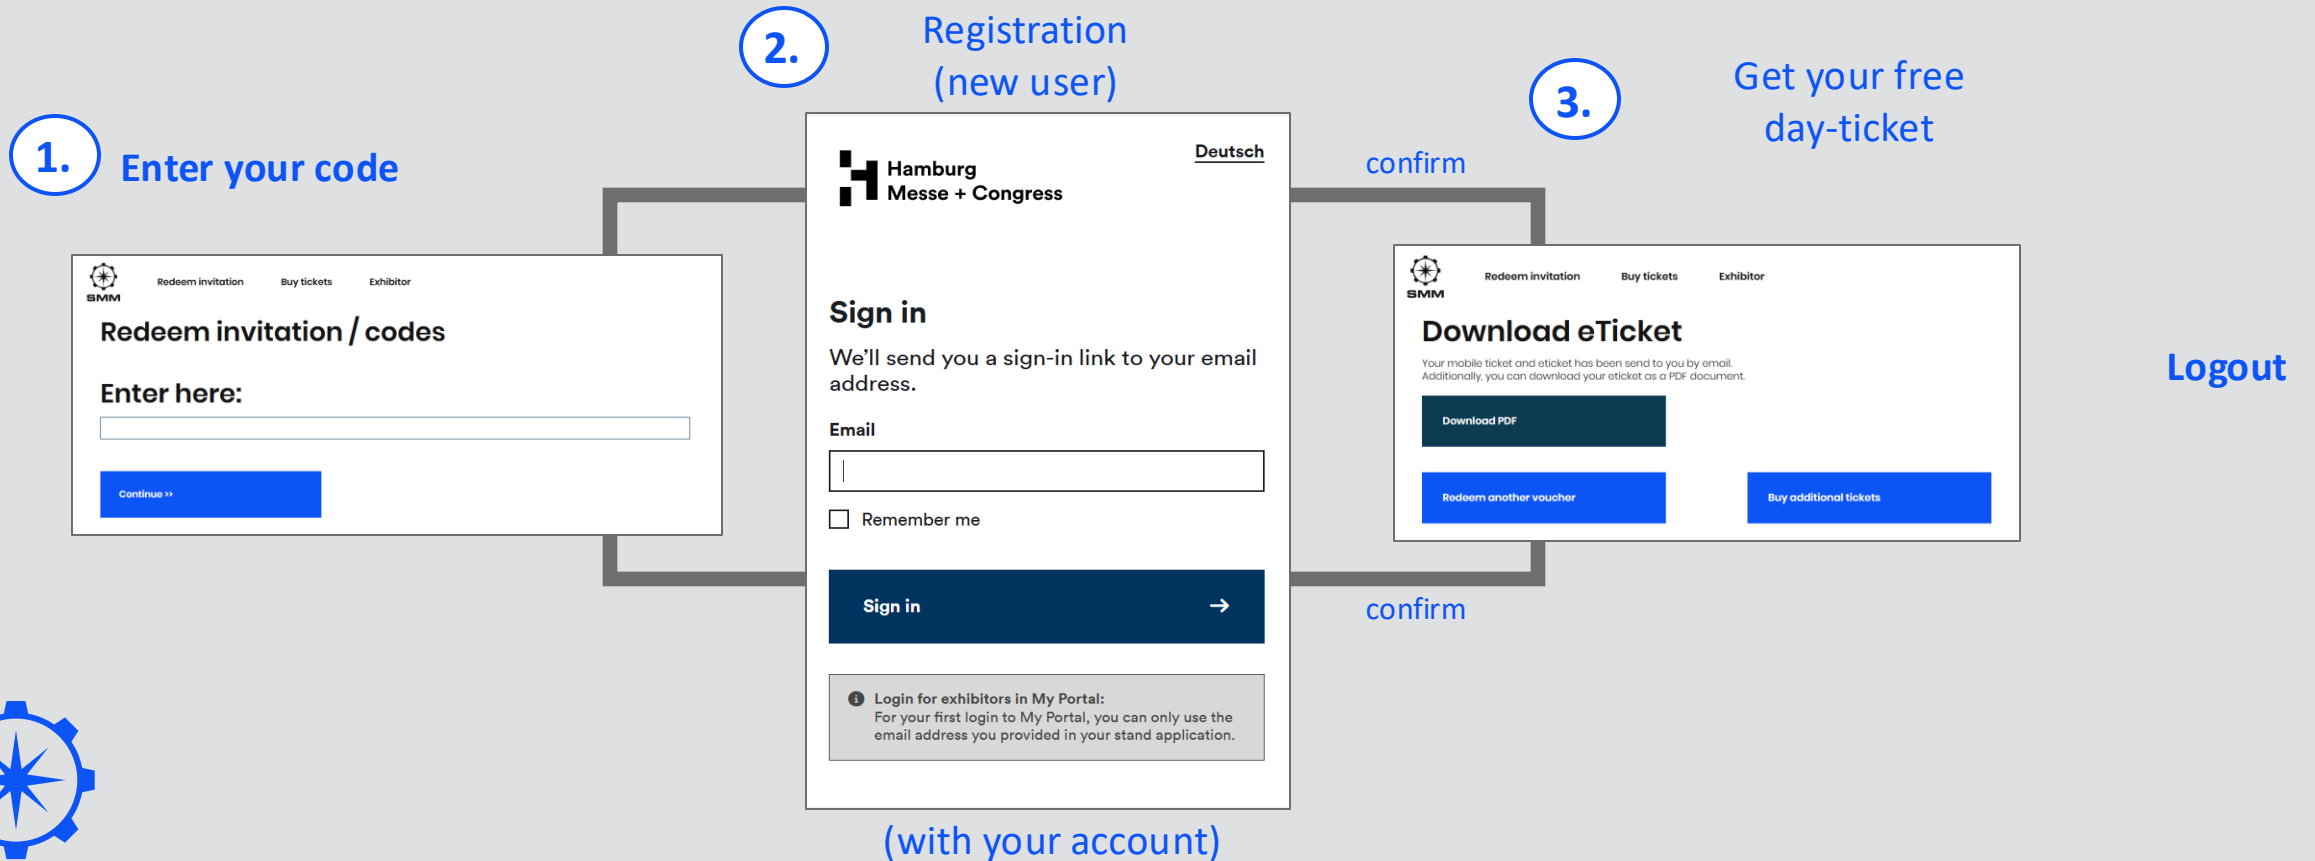 1.
Enter your code
SMM
Redeem invitation
Buy tickets
Exhibitor
Redeem invitation / codes
Enter here:
Continue >>
2.
Registration
(new user)
Hamburg
Messe + Congress
Deutsch
Sign in
We'll send you a sign-in link to your email
address.
Email
Remember me
Sign in →
Login for exhibitors in My Portal:
For your first login to My Portal, you can only use the
email address you provided in your stand application.
(with your account)
confirm
confirm
3.
Get your free
day-ticket
SMM
Redeem invitation
Buy tickets
Exhibitor
Download eTicket
Your mobile ticket and eticket has been send to you by email.
Additionally, you can download your eticket as a PDF document.
Download PDF
Redeem another voucher
Buy additional tickets
Logout